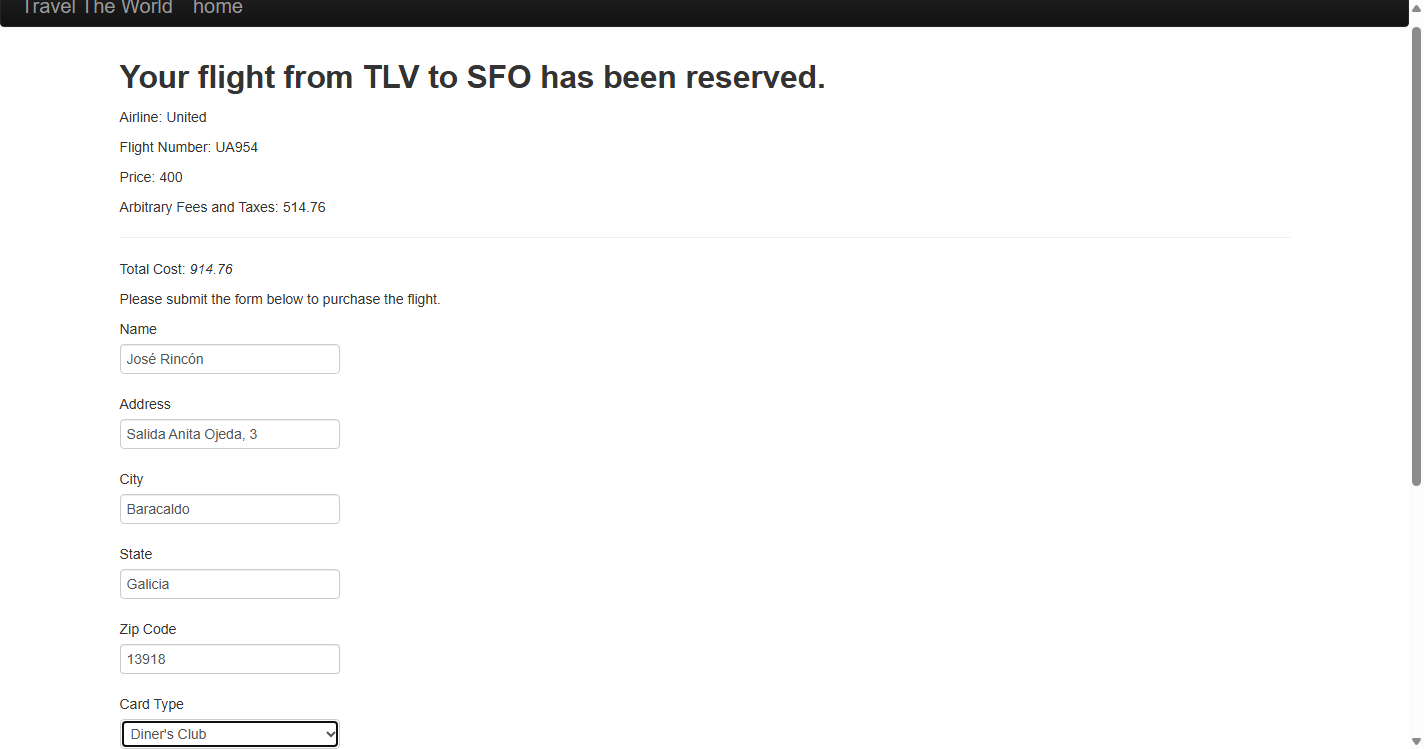 Travel The World home
Your flight from TLV to SFO has been reserved.
Airline: United
Flight Number: UA954
Price: 400
Arbitrary Fees and Taxes: 514.76
Total Cost: 914.76
Please submit the form below to purchase the flight.
Name
José Rincón
Address
Salida Anita Ojeda, 3
City
Baracaldo
State
Galicia
Zip Code
13918
Card Type
Diner's Club